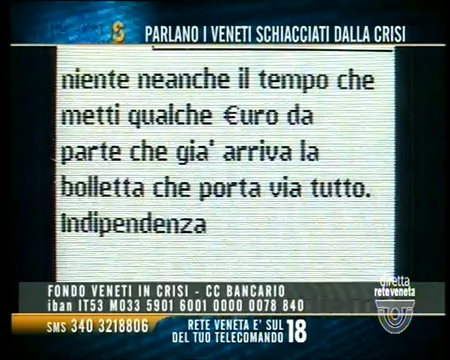 S PARLANO I VENETI SCHIACCIATI DALLA CRISI
niente neanche il tempo che
metti qualche €uro da
parte che gia' arriva la
bolletta che porta via tutto.
Indipendenza
diretta
reteveneta
FONDO VENETI IN CRISI - CC BANCARIO
iban IT53 M033 5901 6001 0000 0078 840
SMS 340 3218806
RETE VENETA E' SUL 18
DEL TUO TELECOMANDO